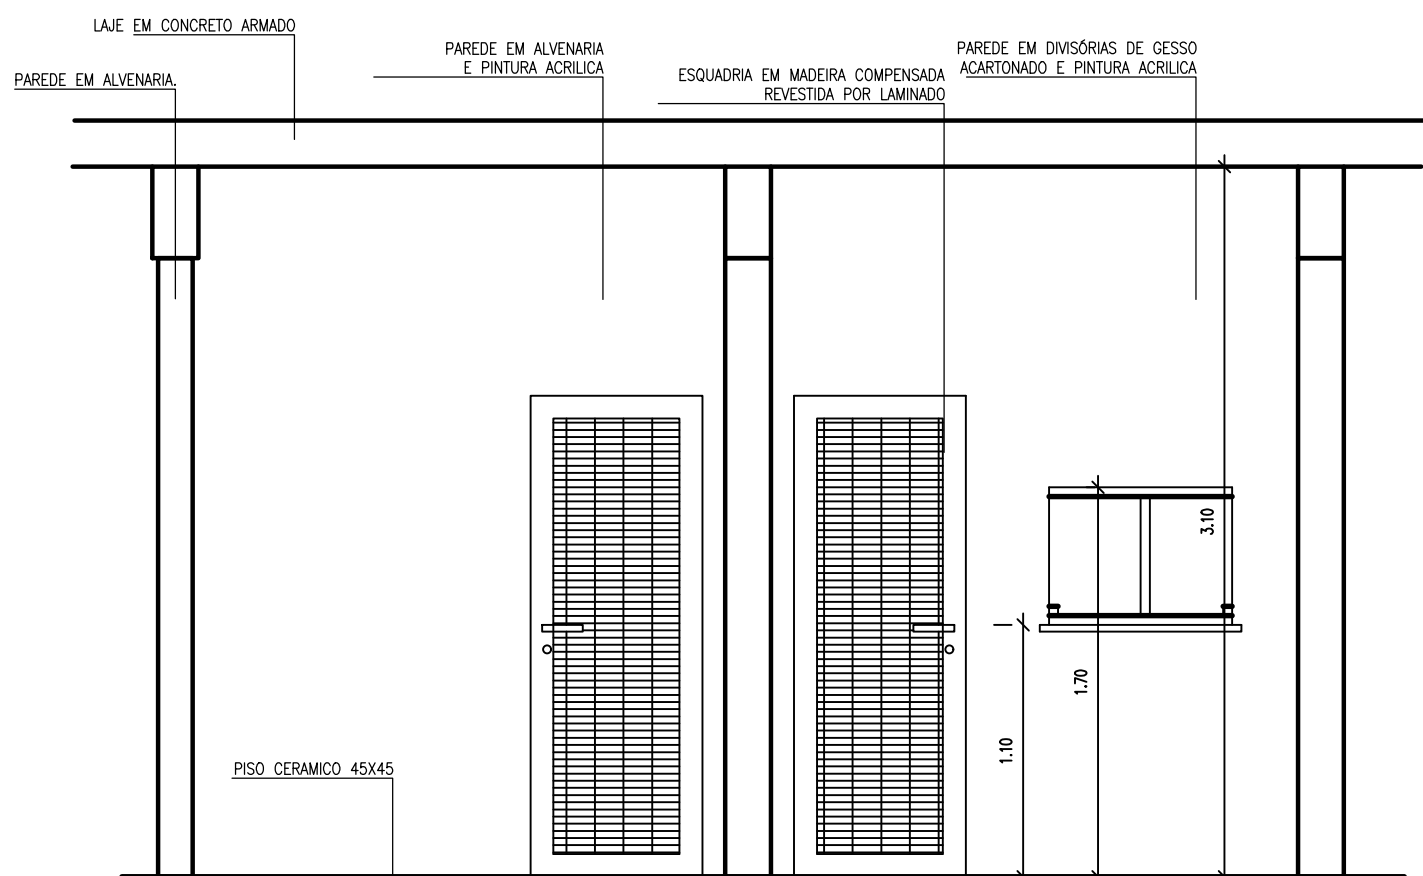 LAJE EM CONCRETO ARMADO
PAREDE EM ALVENARIA.
PAREDE EM ALVENARIA
E PINTURA ACRILICA
ESQUADRIA EM MADEIRA COMPENSADA
REVESTIDA POR LAMINADO
PAREDE EM DIVISÓRIAS DE GESSO
ACARTONADO E PINTURA ACRILICA
3.10
1.70
1.10
PISO CERAMICO 45X45